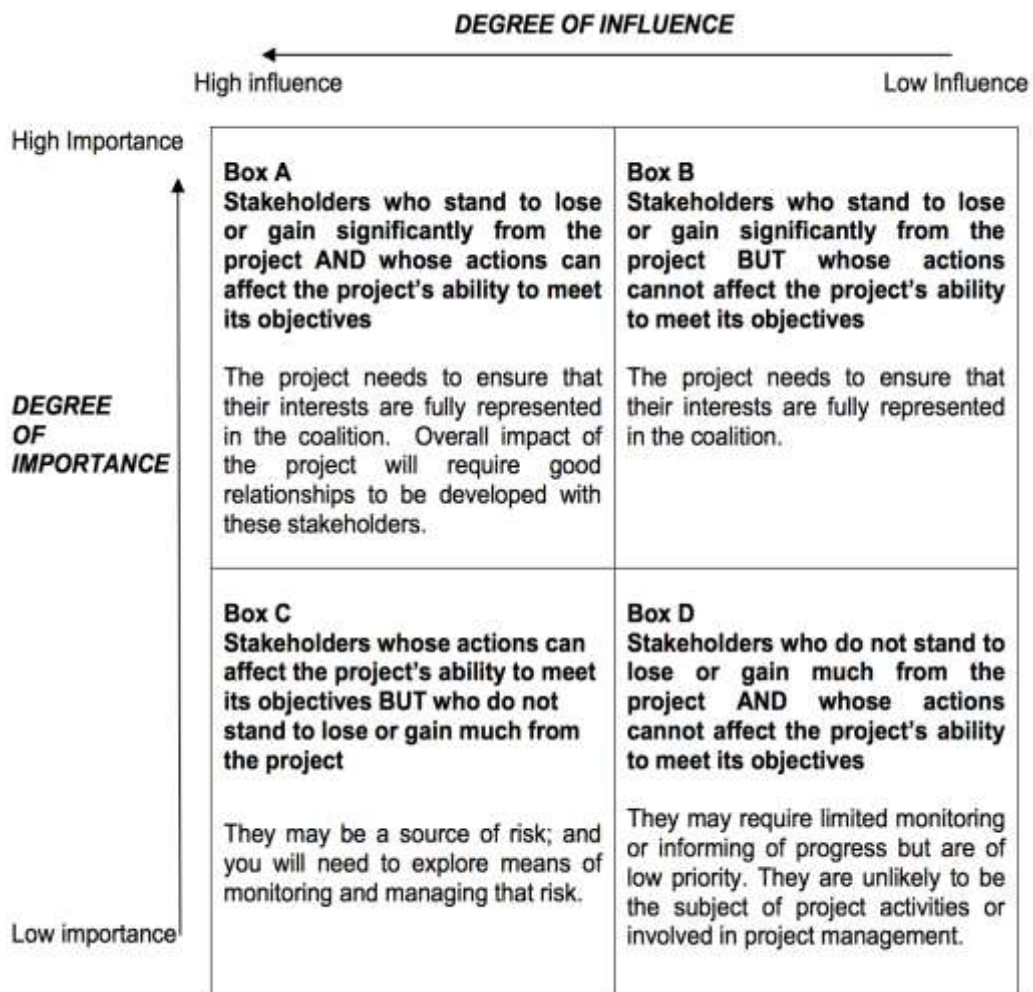 DEGREE OF INFLUENCE
High influence
Low Influence
High Importance
DEGREE
OF
IMPORTANCE
Low importance
Box A
Stakeholders who stand to lose
or gain significantly from the
project AND whose actions can
affect the project's ability to meet
its objectives
The project needs to ensure that
their interests are fully represented
in the coalition. Overall impact of
the project will require good
relationships to be developed with
these stakeholders.
Box B
Stakeholders who stand to lose
or gain significantly from the
project BUT whose actions
cannot affect the project's ability
to meet its objectives
The project needs to ensure that
their interests are fully represented
in the coalition.
Box C
Stakeholders whose actions can
affect the project's ability to meet
its objectives BUT who do not
stand to lose or gain much from
the project
They may be a source of risk; and
you will need to explore means of
monitoring and managing that risk.
Box D
Stakeholders who do not stand to
lose or gain much from the
project AND whose actions
cannot affect the project's ability
to meet its objectives
They may require limited monitoring
or informing of progress but are of
low priority. They are unlikely to be
the subject of project activities or
involved in project management.